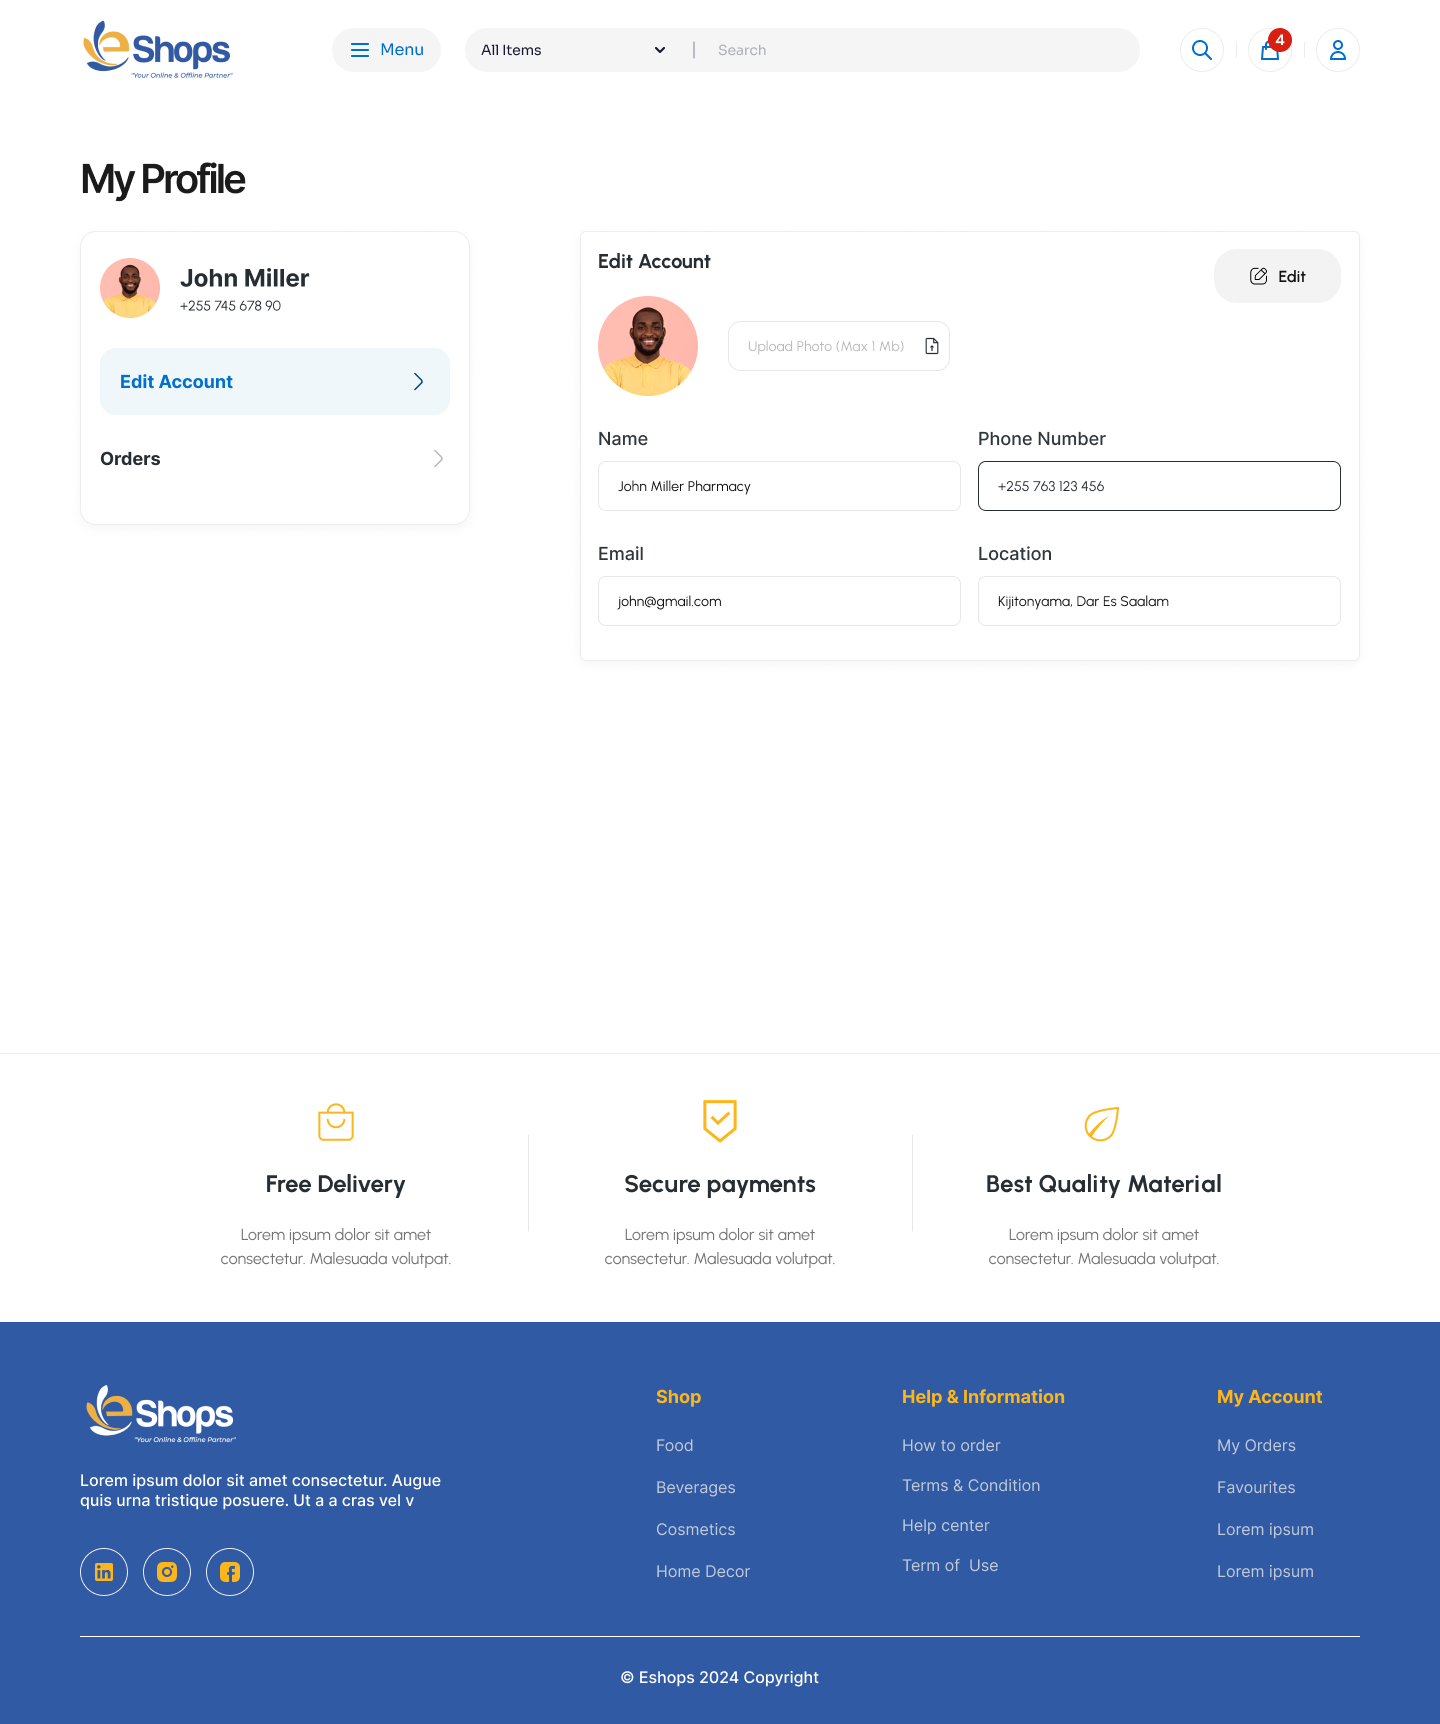 eShops
"Your Online & Offline Partner"
Menu
All Items
Search
4
My Profile
John Miller
+255 745 678 90
Edit Account
Orders
Edit Account
Edit
Upload Photo (Max 1 Mb)
Name
Phone Number
John Miller Pharmacy
+255 763 123 456
Email
Location
john@gmail.com
Kijitonyama, Dar Es Saalam
Free Delivery
Lorem ipsum dolor sit amet
consectetur. Malesuada volutpat.
Secure payments
Lorem ipsum dolor sit amet
consectetur. Malesuada volutpat.
Best Quality Material
Lorem ipsum dolor sit amet
consectetur. Malesuada volutpat.
eShops
"Your Online & Offline Partner"
Lorem ipsum dolor sit amet consectetur. Augue
quis urna tristique posuere. Ut a a cras vel v
Shop
Food
Beverages
Cosmetics
Home Decor
Help & Information
How to order
Terms & Condition
Help center
Term of  Use
My Account
My Orders
Favourites
Lorem ipsum
Lorem ipsum
© Eshops 2024 Copyright